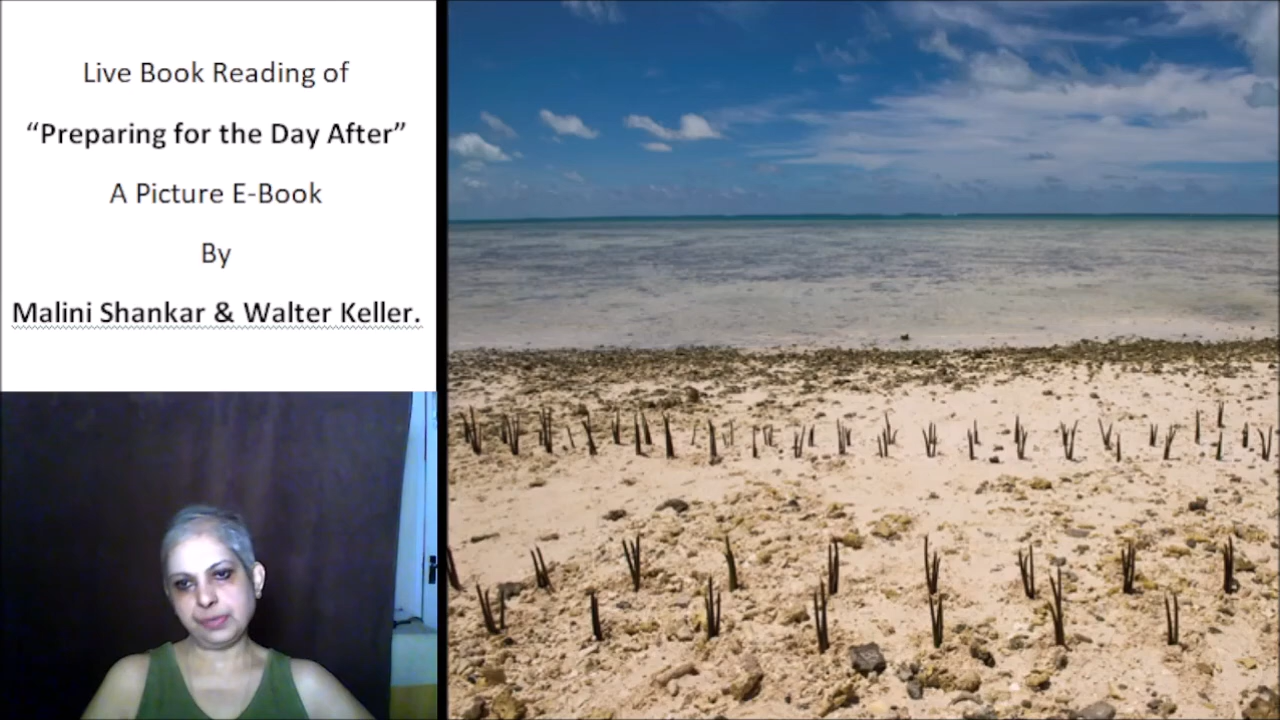 Live Book Reading of
“Preparing for the Day After”
A Picture E-Book
By
Malini Shankar & Walter Keller.